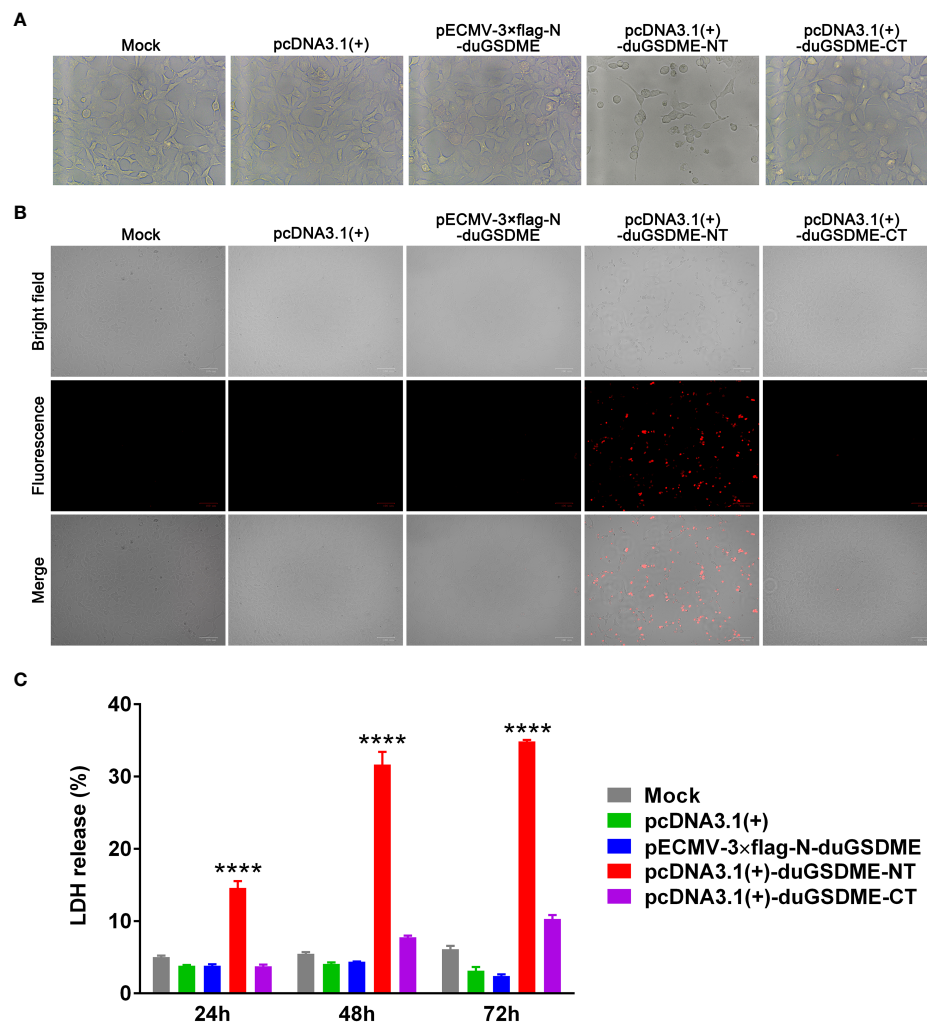 A
Mock
pcDNA3.1(+)
pECMV-3×flag-N
-duGSDME
pcDNA3.1(+)
-duGSDME-NT
pcDNA3.1(+)
-duGSDME-CT
B
Mock
pcDNA3.1(+)
pECMV-3×flag-N
-duGSDME
pcDNA3.1(+)
-duGSDME-NT
pcDNA3.1(+)
-duGSDME-CT
Bright field
Fluorescence
Merge
C
LDH release (%)
40
30
20
10
0
****
****
****
24h
48h
72h
Mock
pcDNA3.1(+)
pECMV-3×flag-N-duGSDME
pcDNA3.1(+)-duGSDME-NT
pcDNA3.1(+)-duGSDME-CT